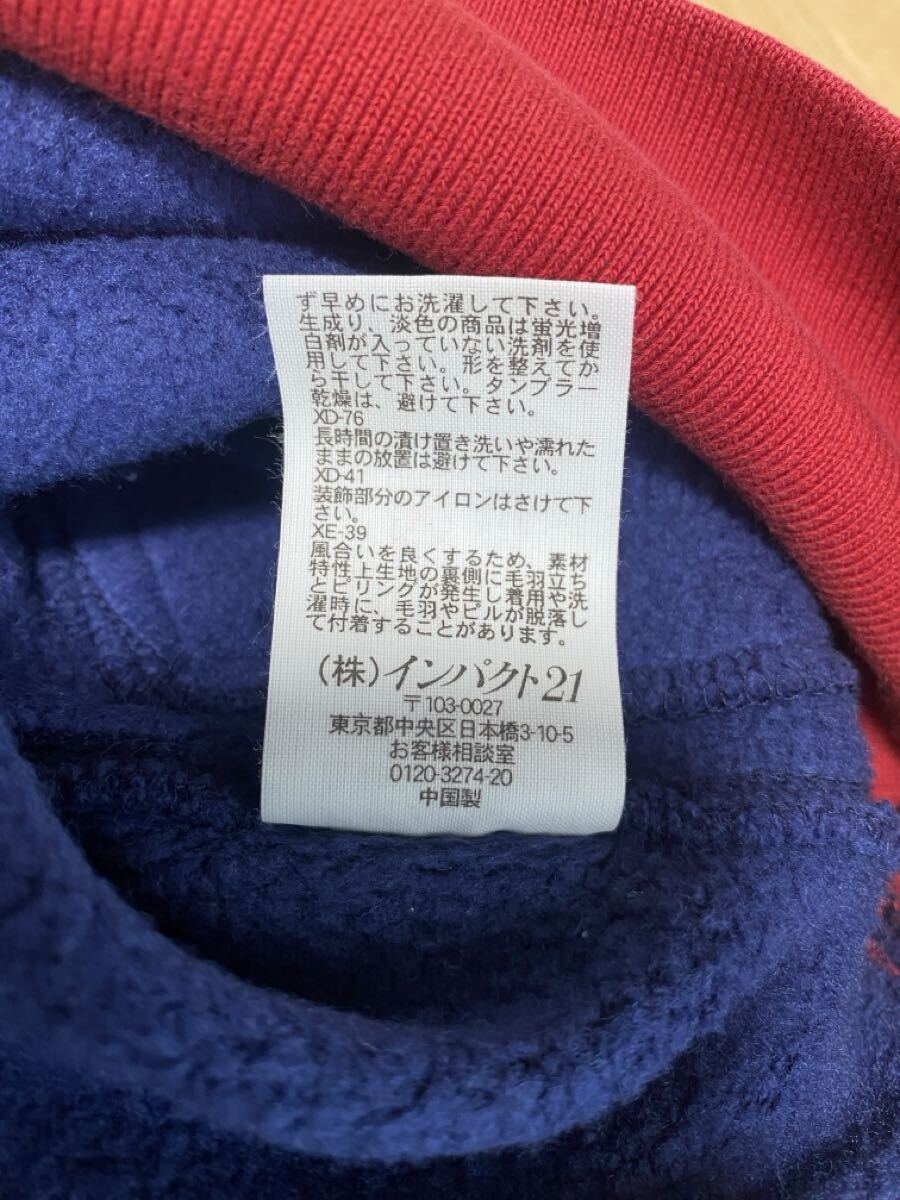 ず早めにお洗濯して下さい。
生成り、淡色の商品は蛍光増
白剤が入っていない洗剤を使
用して下さい。形を整えてか
ら干して下さい。タンブラー
乾燥は、避けて下さい。
XD-76
長時間の漬け置き洗いや濡れた
ままの放置は避けて下さい。
XD-41
装飾部分のアイロンはさけて下
さい。
XE-39
風合いを良くするため、素材
特性上生地の裏側に毛羽立ち
とピリングが発生し着用や洗
濯時に、毛羽やピルが脱落し
て付着することがあります。
(株)インパクト21
〒103-0027
東京都中央区日本橋3-10-5
お客様相談室
0120-3274-20
中国製